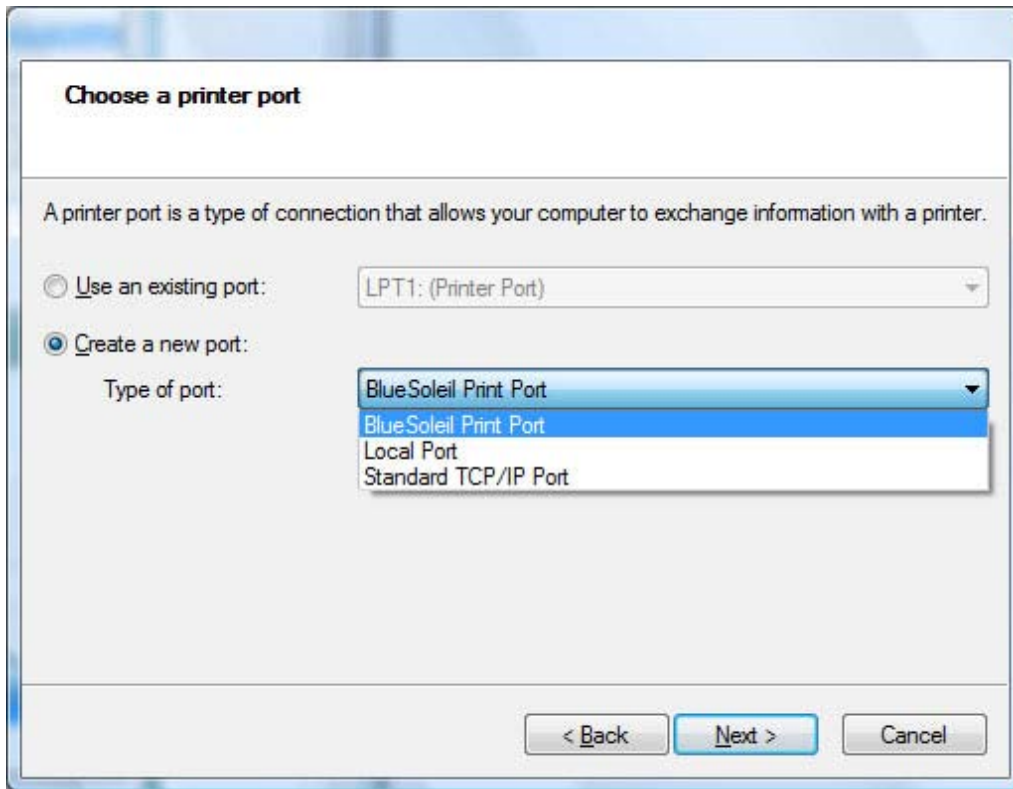 Choose a printer port
A printer port is a type of connection that allows your computer to exchange information with a printer.
Use an existing port: LPT1: (Printer Port)
Create a new port:
Type of port: BlueSoleil Print Port
BlueSoleil Print Port
Local Port
Standard TCP/IP Port
< Back Next > Cancel